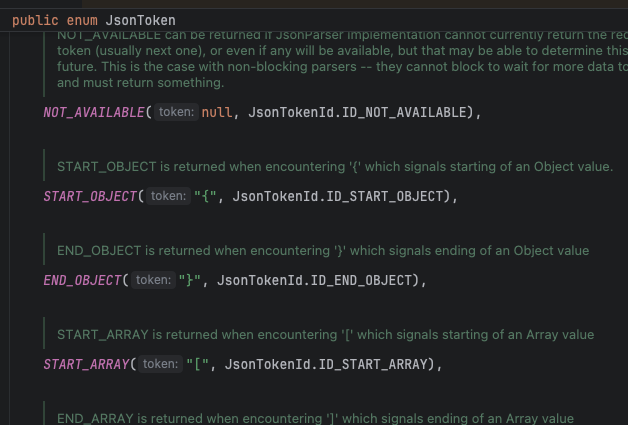 public enum JsonToken
NOT_AVAILABLE can be returned if JsonParser implementation cannot currently return the req
token (usually next one), or even if any will be available, but that may be able to determine this
future. This is the case with non-blocking parsers -- they cannot block to wait for more data to
and must return something.
NOT_AVAILABLE( token: null, JsonTokenId.ID_NOT_AVAILABLE),
START_OBJECT is returned when encountering '{' which signals starting of an Object value.
START_OBJECT( token: "{", JsonTokenId.ID_START_OBJECT),
END_OBJECT is returned when encountering '}' which signals ending of an Object value
END_OBJECT( token: "}", JsonTokenId.ID_END_OBJECT),
START_ARRAY is returned when encountering '[' which signals starting of an Array value
START_ARRAY( token: "[", JsonTokenId.ID_START_ARRAY),
END_ARRAY is returned when encountering ']' which signals ending of an Array value